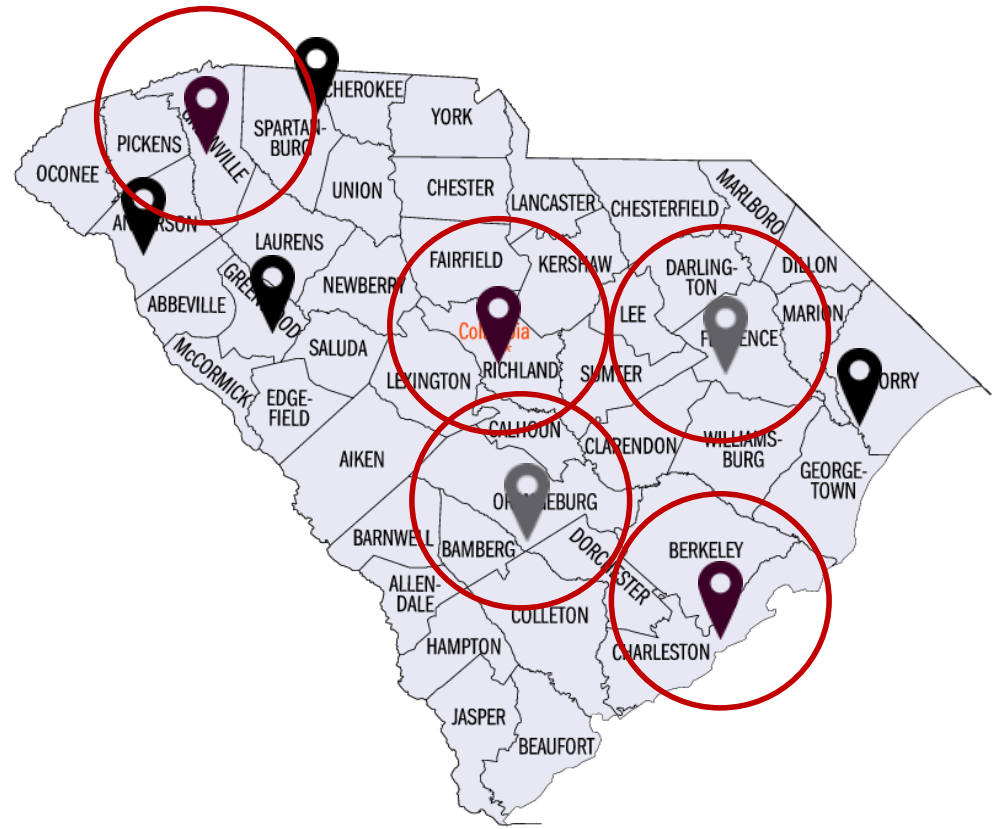 CHEROKEE
YORK
SPARTAN-
BURG
PICKENS
OCONEE
UNION
CHESTER
LANCASTER
CHESTERFIELD
MARLBORO
LAURENS
FAIRFIELD
KERSHAW
DARLING-
TON
DILLON
NEWBERRY
ABBEVILLE
LEE
MARION
SALUDA
McCORMICK
RICHLAND
LEXINGTON
SUMTER
EDGE-
FIELD
CALHOUN
CLARENDON
WILLIAMS-
BURG
AIKEN
GEORGE-
TOWN
BARNWELL
BAMBERG
DORCHESTER
BERKELEY
ALLEN-
DALE
COLLETON
HAMPTON
CHARLESTON
JASPER
BEAUFORT